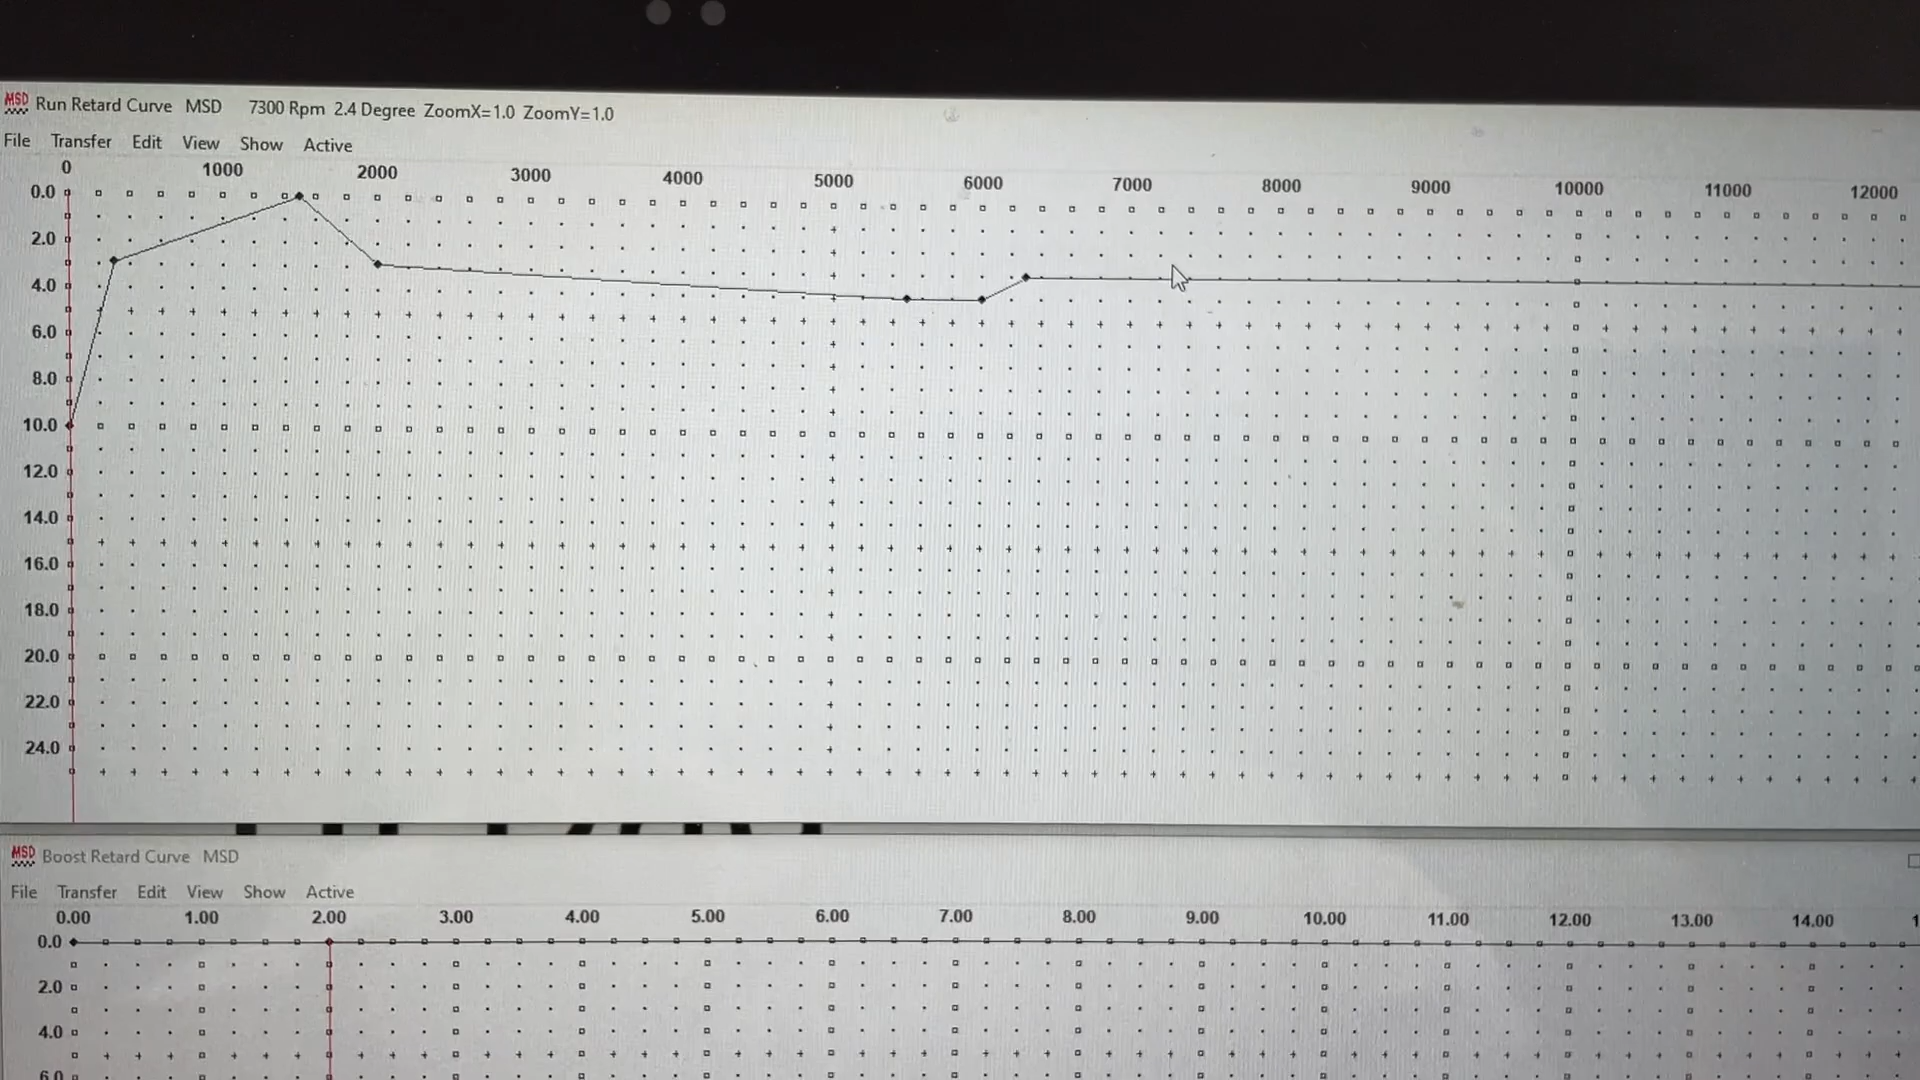 MSD Run Retard Curve MSD 7300 Rpm 2.4 Degree ZoomX=1.0 ZoomY=1.0
File Transfer Edit View Show Active
0 1000 2000 3000 4000 5000 6000 7000 8000 9000 10000 11000 12000
0.0
2.0
4.0
6.0
8.0
10.0
12.0
14.0
16.0
18.0
20.0
22.0
24.0
MSD Boost Retard Curve MSD
File Transfer Edit View Show Active
0.00 1.00 2.00 3.00 4.00 5.00 6.00 7.00 8.00 9.00 10.00 11.00 12.00 13.00 14.00
0.0
2.0
4.0
6.0